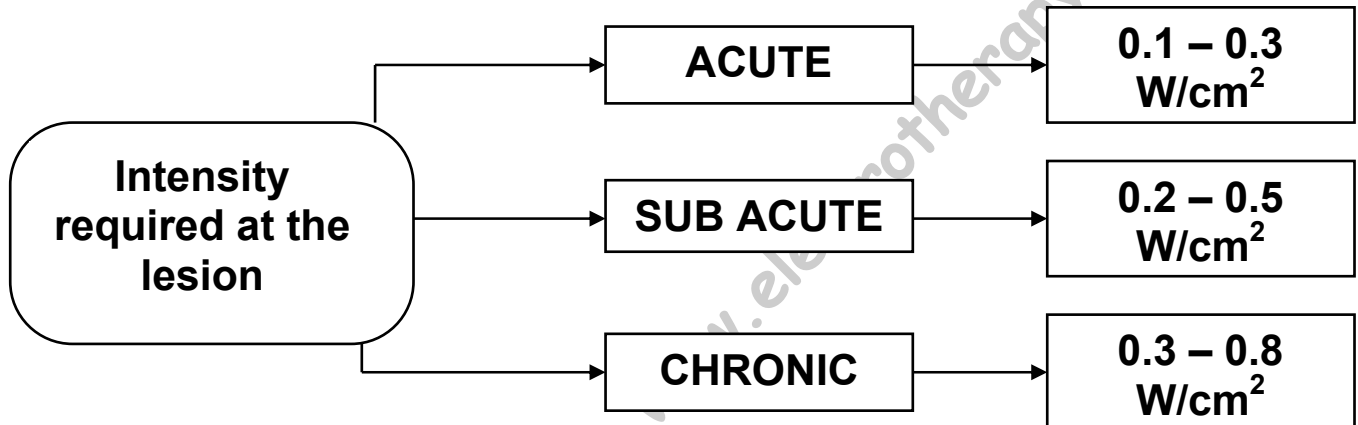 Intensity
required at the
lesion
ACUTE
0.1 – 0.3
W/cm²
SUB ACUTE
0.2 – 0.5
W/cm²
CHRONIC
0.3 – 0.8
W/cm²